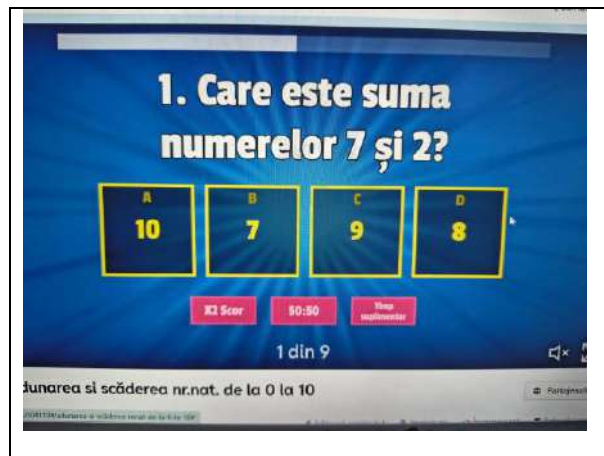 1. Care este suma
numerelor 7 și 2?
A
10
B
7
C
9
D
8
X2 Scor
50:50
Timp
suplimentar
1 din 9
dunarea si scăderea nr.nat. de la 0 la 10